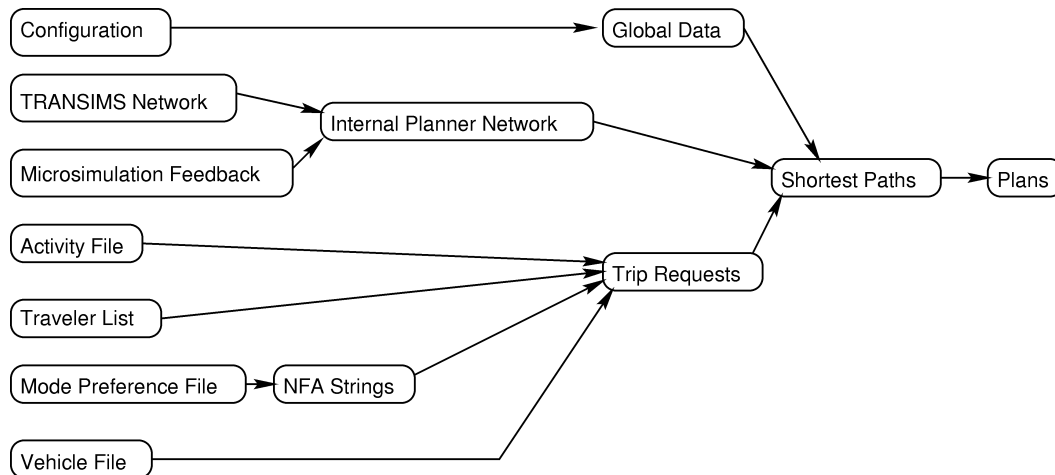 Configuration
Global Data
TRANSIMS Network
Internal Planner Network
Microsimulation Feedback
Shortest Paths
Plans
Activity File
Trip Requests
Traveler List
Mode Preference File
NFA Strings
Vehicle File